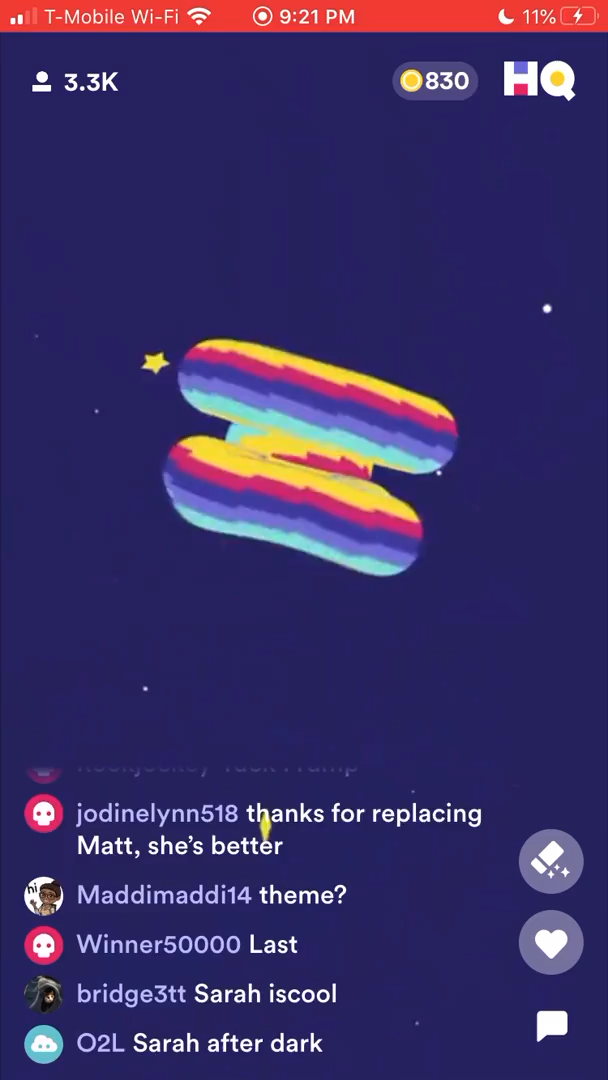 T-Mobile Wi-Fi 9:21 PM 11%
3.3K 830 HQ
jodinelynn518 thanks for replacing
Matt, she's better
Maddimaddi14 theme?
hi
Winner50000 Last
bridge3tt Sarah iscool
O2L Sarah after dark